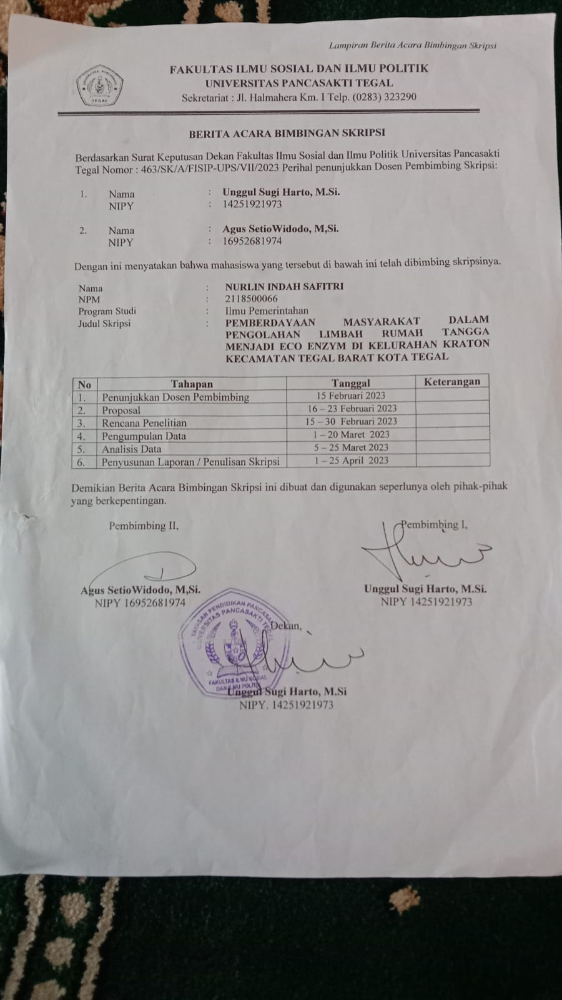 Lampiran Berita Acara Bimbingan Skripsi
UNIVERSITAS PANCASAKTI
TEGAL
FAKULTAS ILMU SOSIAL DAN ILMU POLITIK
UNIVERSITAS PANCASAKTI TEGAL
Sekretariat : Jl. Halmahera Km. I Telp. (0283) 323290
BERITA ACARA BIMBINGAN SKRIPSI
Berdasarkan Surat Keputusan Dekan Fakultas Ilmu Sosial dan Ilmu Politik Universitas Pancasakti
Tegal Nomor : 463/SK/A/FISIP-UPS/VII/2023 Perihal penunjukkan Dosen Pembimbing Skripsi:
1. Nama : Unggul Sugi Harto, M.Si.
NIPY : 14251921973
2. Nama : Agus SetioWidodo, M,Si.
NIPY : 16952681974
Dengan ini menyatakan bahwa mahasiswa yang tersebut di bawah ini telah dibimbing skripsinya.
Nama : NURLIN INDAH SAFITRI
NPM : 2118500066
Program Studi : Ilmu Pemerintahan
Judul Skripsi : PEMBERDAYAAN MASYARAKAT DALAM
PENGOLAHAN LIMBAH RUMAH TANGGA
MENJADI ECO ENZYM DI KELURAHAN KRATON
KECAMATAN TEGAL BARAT KOTA TEGAL
No Tahapan Tanggal Keterangan
1. Penunjukkan Dosen Pembimbing 15 Februari 2023
2. Proposal 16 – 23 Februari 2023
3. Rencana Penelitian 15 – 30 Februari 2023
4. Pengumpulan Data 1 – 20 Maret 2023
5. Analisis Data 5 – 25 Maret 2023
6. Penyusunan Laporan / Penulisan Skripsi 1 – 25 April 2023
Demikian Berita Acara Bimbingan Skripsi ini dibuat dan digunakan seperlunya oleh pihak-pihak
yang berkepentingan.
Pembimbing II, Pembimbing I,
Agus SetioWidodo, M,Si. Unggul Sugi Harto, M.Si.
NIPY 16952681974 NIPY 14251921973
YAYASAN PENDIDIKAN PANCASAKTI
UNIVERSITAS PANCASAKTI TEGAL
Dekan,
FAKULTAS ILMU SOSIAL
DAN ILMU POLITIK
Unggul Sugi Harto, M.Si
NIPY. 14251921973